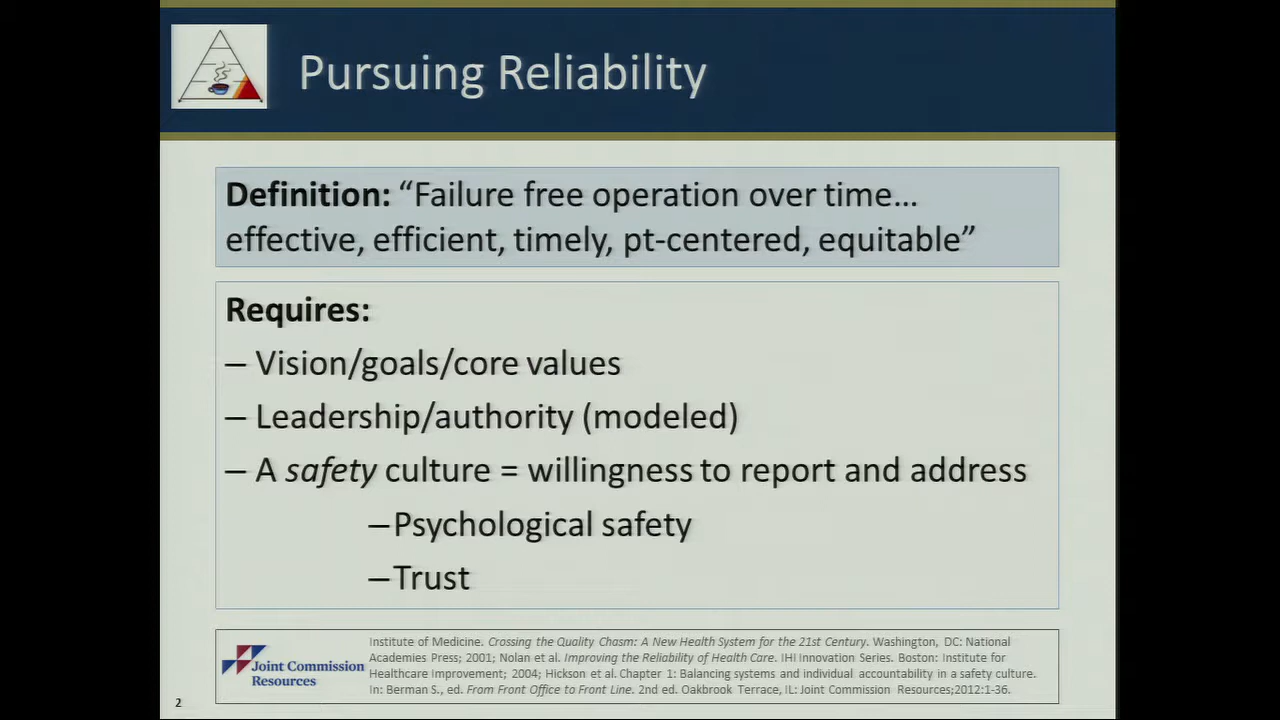 Pursuing Reliability
Definition: “Failure free operation over time…
effective, efficient, timely, pt-centered, equitable”
Requires:
– Vision/goals/core values
– Leadership/authority (modeled)
– A safety culture = willingness to report and address
–Psychological safety
–Trust
Joint Commission
Resources
Institute of Medicine. Crossing the Quality Chasm: A New Health System for the 21st Century. Washington, DC: National
Academies Press; 2001; Nolan et al. Improving the Reliability of Health Care. IHI Innovation Series. Boston: Institute for
Healthcare Improvement; 2004; Hickson et al. Chapter 1: Balancing systems and individual accountability in a safety culture.
In: Berman S., ed. From Front Office to Front Line. 2nd ed. Oakbrook Terrace, IL: Joint Commission Resources;2012:1-36.
2